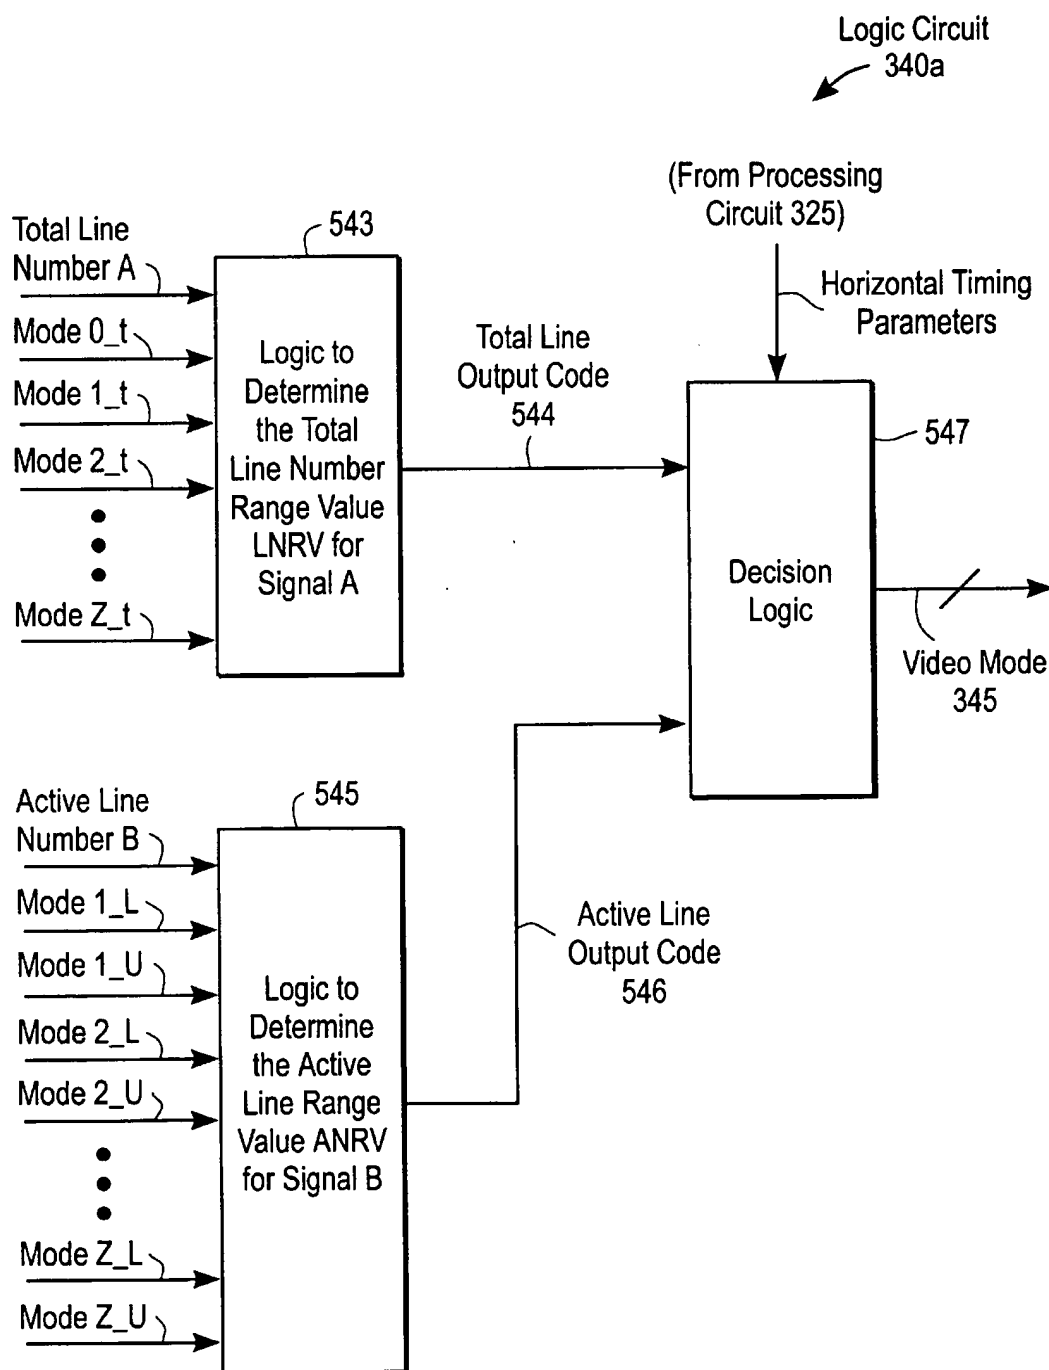 Logic Circuit
340a
(From Processing
Circuit 325)
Horizontal Timing
Parameters
Total Line
Number A
Mode 0_t
Mode 1_t
Mode 2_t
Mode Z_t
543
Logic to
Determine
the Total
Line Number
Range Value
LNRV for
Signal A
Total Line
Output Code
544
547
Decision
Logic
Video Mode
345
Active Line
Number B
Mode 1_L
Mode 1_U
Mode 2_L
Mode 2_U
Mode Z_L
Mode Z_U
545
Logic to
Determine
the Active
Line Range
Value ANRV
for Signal B
Active Line
Output Code
546